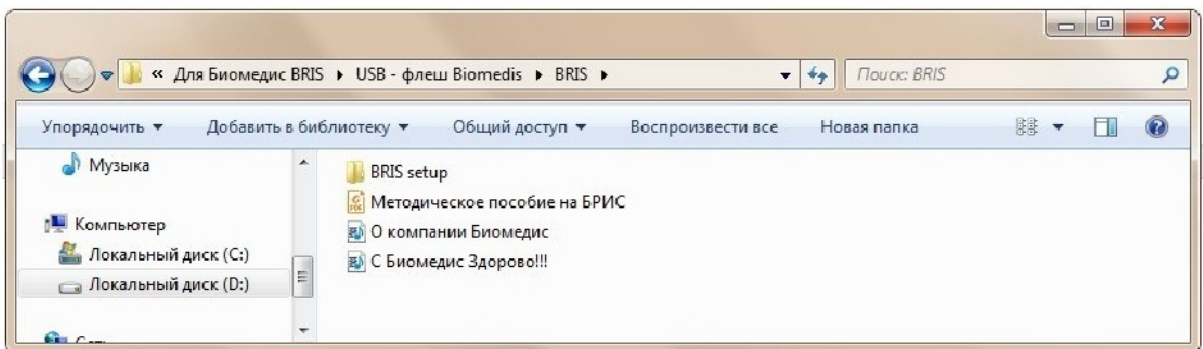 « Для Биомедис BRIS ▸ USB - флеш Biomedis ▸ BRIS ▸ Поиск: BRIS
Упорядочить ▼ Добавить в библиотеку ▼ Общий доступ ▼ Воспроизвести все Новая папка
Музыка
Компьютер
Локальный диск (C:)
Локальный диск (D:)
BRIS setup
Методическое пособие на БРИС
О компании Биомедис
С Биомедис Здорово!!!